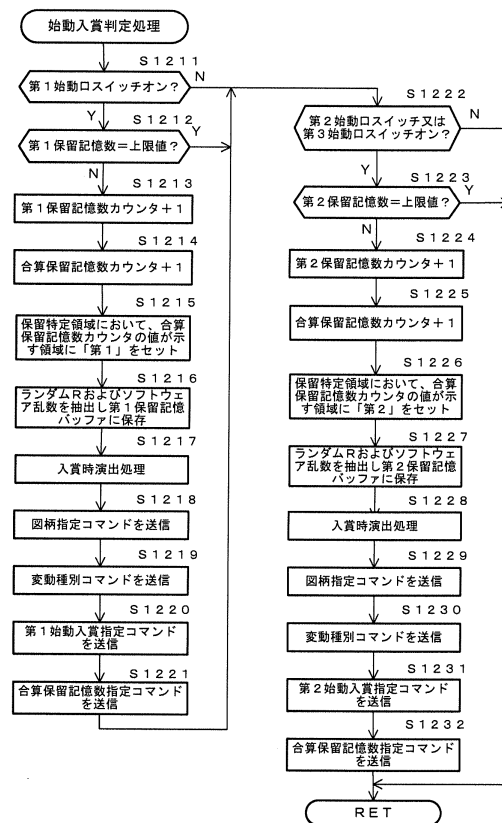 始動入賞判定処理
S1211
第1始動口スイッチオン?
N
Y
S1212
第1保留記憶数=上限値?
Y
N
S1213
第1保留記憶数カウンタ+1
S1214
合算保留記憶数カウンタ+1
S1215
保留特定領域において、合算
保留記憶数カウンタの値が示
す領域に「第1」をセット
S1216
ランダムRおよびソフトウェ
ア乱数を抽出し第1保留記憶
バッファに保存
S1217
入賞時演出処理
S1218
図柄指定コマンドを送信
S1219
変動種別コマンドを送信
S1220
第1始動入賞指定コマンド
を送信
S1221
合算保留記憶数指定コマンド
を送信
S1222
第2始動口スイッチ又は
第3始動口スイッチオン?
N
Y
S1223
第2保留記憶数=上限値?
Y
N
S1224
第2保留記憶数カウンタ+1
S1225
合算保留記憶数カウンタ+1
S1226
保留特定領域において、合算
保留記憶数カウンタの値が示
す領域に「第2」をセット
S1227
ランダムRおよびソフトウェ
ア乱数を抽出し第2保留記憶
バッファに保存
S1228
入賞時演出処理
S1229
図柄指定コマンドを送信
S1230
変動種別コマンドを送信
S1231
第2始動入賞指定コマンド
を送信
S1232
合算保留記憶数指定コマンド
を送信
RET